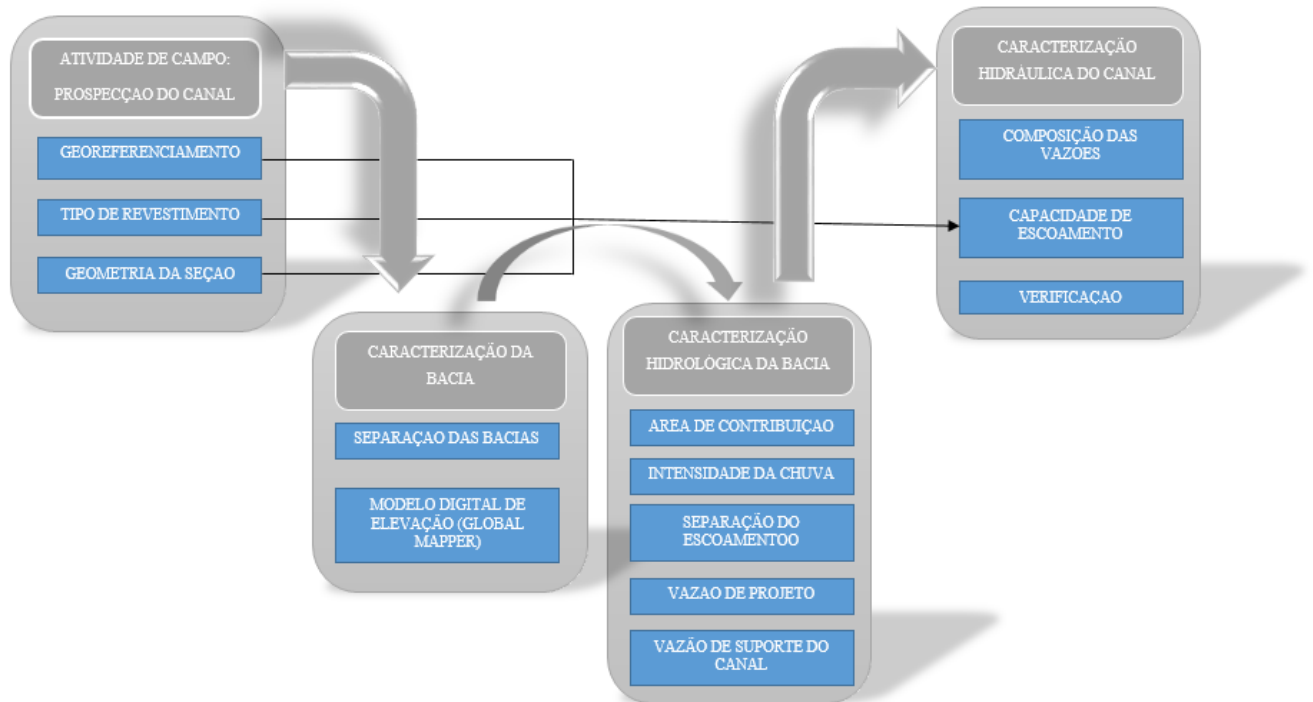 ATIVIDADE DE CAMPO:
PROSPECÇAO DO CANAL
GEOREFERENCIAMENTO
TIPO DE REVESTIMENTO
GEOMETRIA DA SEÇAO
CARACTERIZAÇÃO DA
BACIA
SEPARAÇAO DAS BACIAS
MODELO DIGITAL DE
ELEVAÇÃO (GLOBAL
MAPPER)
CARACTERIZAÇÃO
HIDROLÓGICA DA BACIA
AREA DE CONTRIBUIÇAO
INTENSIDADE DA CHUVA
SEPARAÇÃO DO
ESCOAMENTOO
VAZAO DE PROJETO
VAZÃO DE SUPORTE DO
CANAL
CARACTERIZAÇÃO
HIDRÁULICA DO CANAL
COMPOSIÇÃO DAS
VAZOES
CAPACIDADE DE
ESCOAMENTO
VERIFICAÇAO